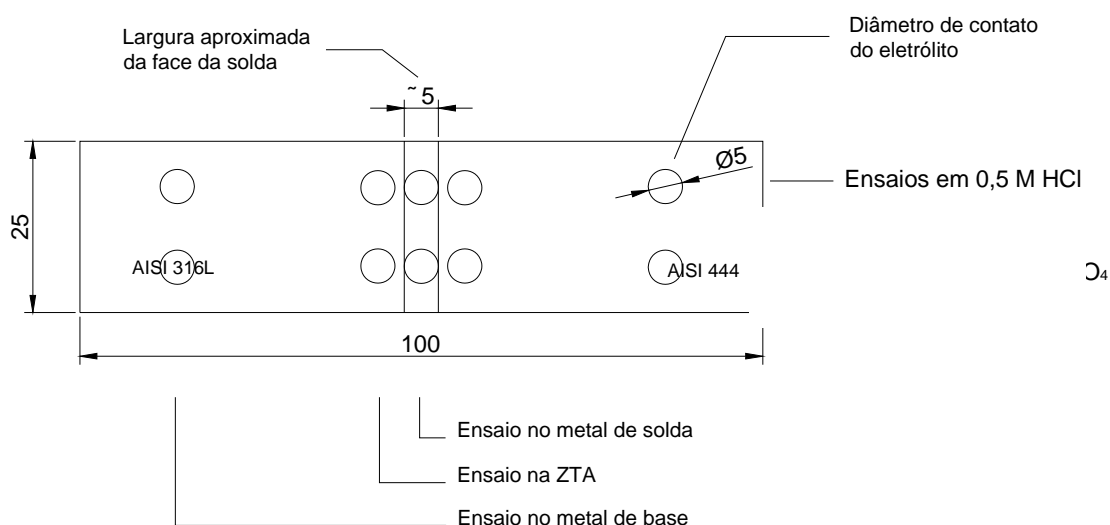 Largura aproximada
da face da solda
Diâmetro de contato
do eletrólito
~5
Ø5
Ensaios em 0,5 M HCl
25
AISI 316L
AISI 444
O₄
100
Ensaio no metal de solda
Ensaio na ZTA
Ensaio no metal de base